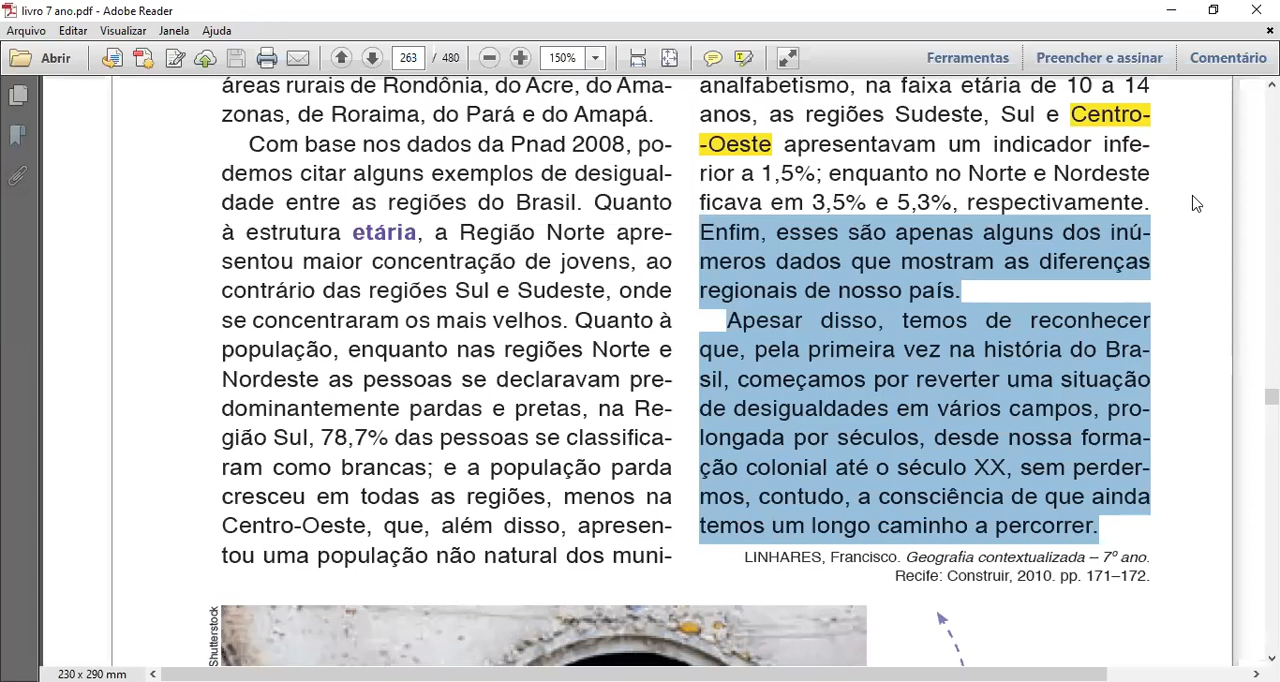 livro 7 ano.pdf - Adobe Reader
Arquivo Editar Visualizar Janela Ajuda
Abrir 263 / 480 150% Ferramentas Preencher e assinar Comentário
áreas rurais de Rondônia, do Acre, do Ama-
zonas, de Roraima, do Pará e do Amapá.
Com base nos dados da Pnad 2008, po-
demos citar alguns exemplos de desigual-
dade entre as regiões do Brasil. Quanto
à estrutura etária, a Região Norte apre-
sentou maior concentração de jovens, ao
contrário das regiões Sul e Sudeste, onde
se concentraram os mais velhos. Quanto à
população, enquanto nas regiões Norte e
Nordeste as pessoas se declaravam pre-
dominantemente pardas e pretas, na Re-
gião Sul, 78,7% das pessoas se classifica-
ram como brancas; e a população parda
cresceu em todas as regiões, menos na
Centro-Oeste, que, além disso, apresen-
tou uma população não natural dos muni-
analfabetismo, na faixa etária de 10 a 14
anos, as regiões Sudeste, Sul e Centro-
-Oeste apresentavam um indicador infe-
rior a 1,5%; enquanto no Norte e Nordeste
ficava em 3,5% e 5,3%, respectivamente.
Enfim, esses são apenas alguns dos inú-
meros dados que mostram as diferenças
regionais de nosso país.
Apesar disso, temos de reconhecer
que, pela primeira vez na história do Bra-
sil, começamos por reverter uma situação
de desigualdades em vários campos, pro-
longada por séculos, desde nossa forma-
ção colonial até o século XX, sem perder-
mos, contudo, a consciência de que ainda
temos um longo caminho a percorrer.
LINHARES, Francisco. Geografia contextualizada – 7º ano.
Recife: Construir, 2010. pp. 171–172.
Shutterstock
230 x 290 mm